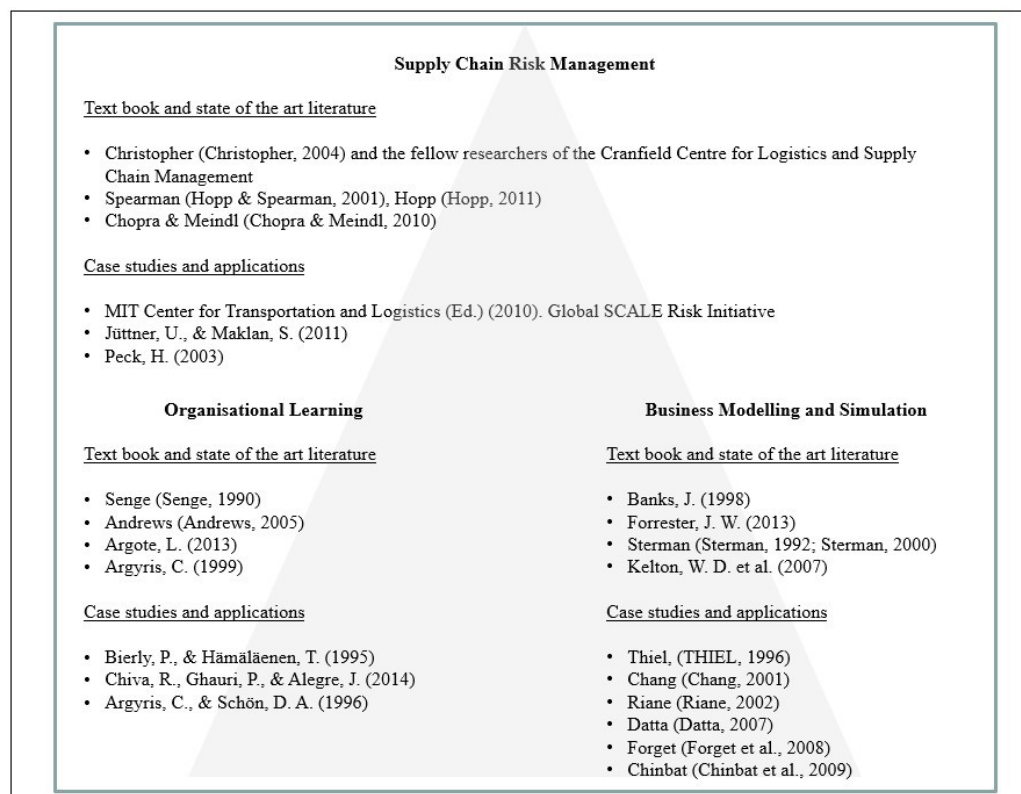 Supply Chain Risk Management
Text book and state of the art literature
• Christopher (Christopher, 2004) and the fellow researchers of the Cranfield Centre for Logistics and Supply
Chain Management
• Spearman (Hopp & Spearman, 2001), Hopp (Hopp, 2011)
• Chopra & Meindl (Chopra & Meindl, 2010)
Case studies and applications
• MIT Center for Transportation and Logistics (Ed.) (2010). Global SCALE Risk Initiative
• Jüttner, U., & Maklan, S. (2011)
• Peck, H. (2003)
Organisational Learning
Text book and state of the art literature
• Senge (Senge, 1990)
• Andrews (Andrews, 2005)
• Argote, L. (2013)
• Argyris, C. (1999)
Case studies and applications
• Bierly, P., & Hämäläenen, T. (1995)
• Chiva, R., Ghauri, P., & Alegre, J. (2014)
• Argyris, C., & Schön, D. A. (1996)
Business Modelling and Simulation
Text book and state of the art literature
• Banks, J. (1998)
• Forrester, J. W. (2013)
• Sterman (Sterman, 1992; Sterman, 2000)
• Kelton, W. D. et al. (2007)
Case studies and applications
• Thiel, (THIEL, 1996)
• Chang (Chang, 2001)
• Riane (Riane, 2002)
• Datta (Datta, 2007)
• Forget (Forget et al., 2008)
• Chinbat (Chinbat et al., 2009)